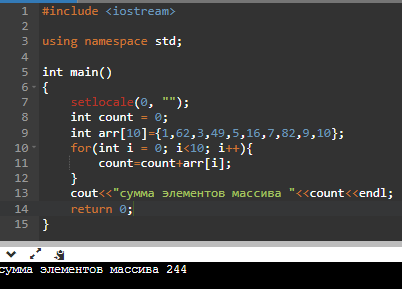 1 #include <iostream>
2
3 using namespace std;
4
5 int main()
6 {
7 setlocale(0, "");
8 int count = 0;
9 int arr[10]={1,62,3,49,5,16,7,82,9,10};
10 for(int i = 0; i<10; i++){
11 count=count+arr[i];
12 }
13 cout<<"сумма элементов массива "<<count<<endl;
14 return 0;
15 }
сумма элементов массива 244